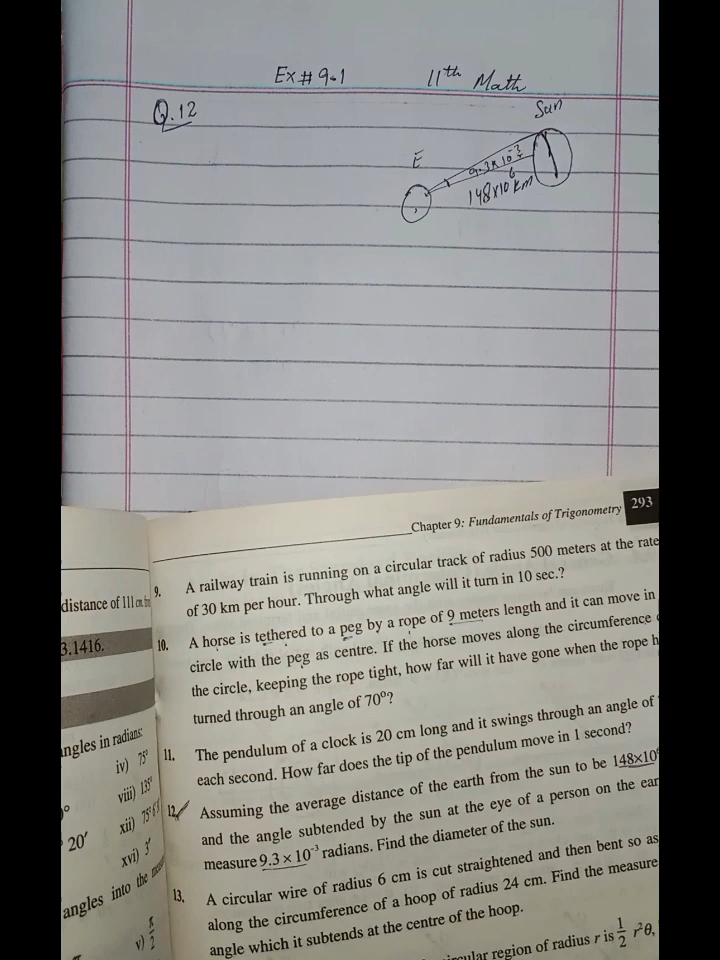 Ex # 9.1 11th Math
Q.12
Sun
E
9.3 x 10⁻³ r
148x10⁶ km
Chapter 9: Fundamentals of Trigonometry 293
9. A railway train is running on a circular track of radius 500 meters at the rate
of 30 km per hour. Through what angle will it turn in 10 sec.?
distance of 111 cm
3.1416.
10. A horse is tethered to a peg by a rope of 9 meters length and it can move in
circle with the peg as centre. If the horse moves along the circumference
the circle, keeping the rope tight, how far will it have gone when the rope h
turned through an angle of 70°?
angles in radians:
iv) 75°
viii) 135°
20′ xii)
xvi) 3′
angles into the
v) π/2
11. The pendulum of a clock is 20 cm long and it swings through an angle of
each second. How far does the tip of the pendulum move in 1 second?
12. Assuming the average distance of the earth from the sun to be 148×10⁶
and the angle subtended by the sun at the eye of a person on the ear
measure 9.3 × 10⁻³ radians. Find the diameter of the sun.
13. A circular wire of radius 6 cm is cut straightened and then bent so as
along the circumference of a hoop of radius 24 cm. Find the measure
angle which it subtends at the centre of the hoop.
cular region of radius r is 1/2 r²θ,